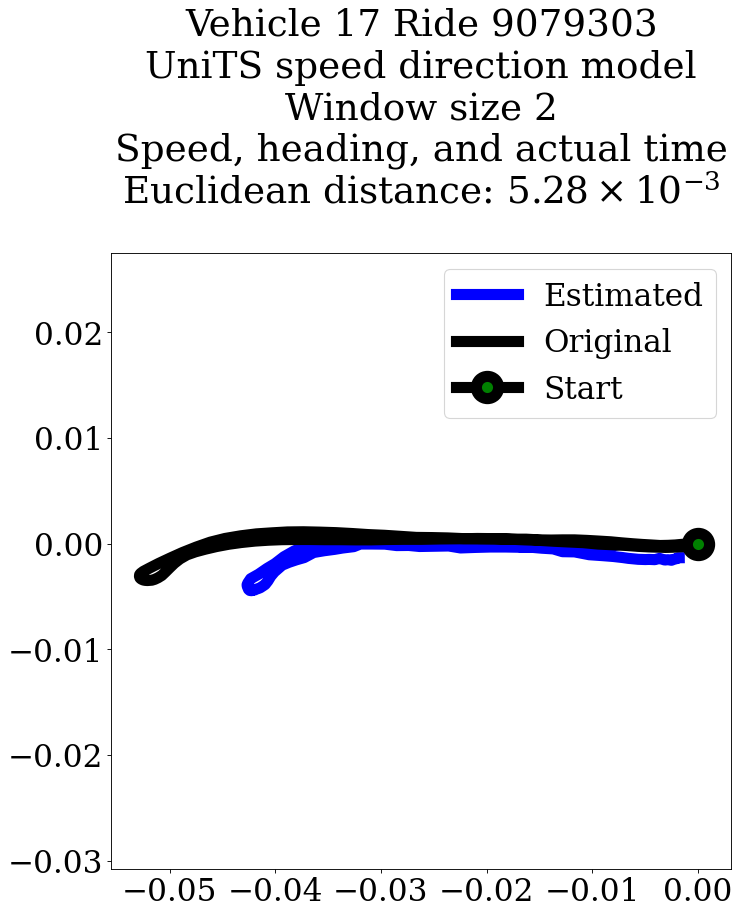 Vehicle 17 Ride 9079303
UniTS speed direction model
Window size 2
Speed, heading, and actual time
Euclidean distance: 5.28 × 10⁻³
Estimated
Original
Start
0.02
0.01
0.00
−0.01
−0.02
−0.03
−0.05 −0.04 −0.03 −0.02 −0.01 0.00